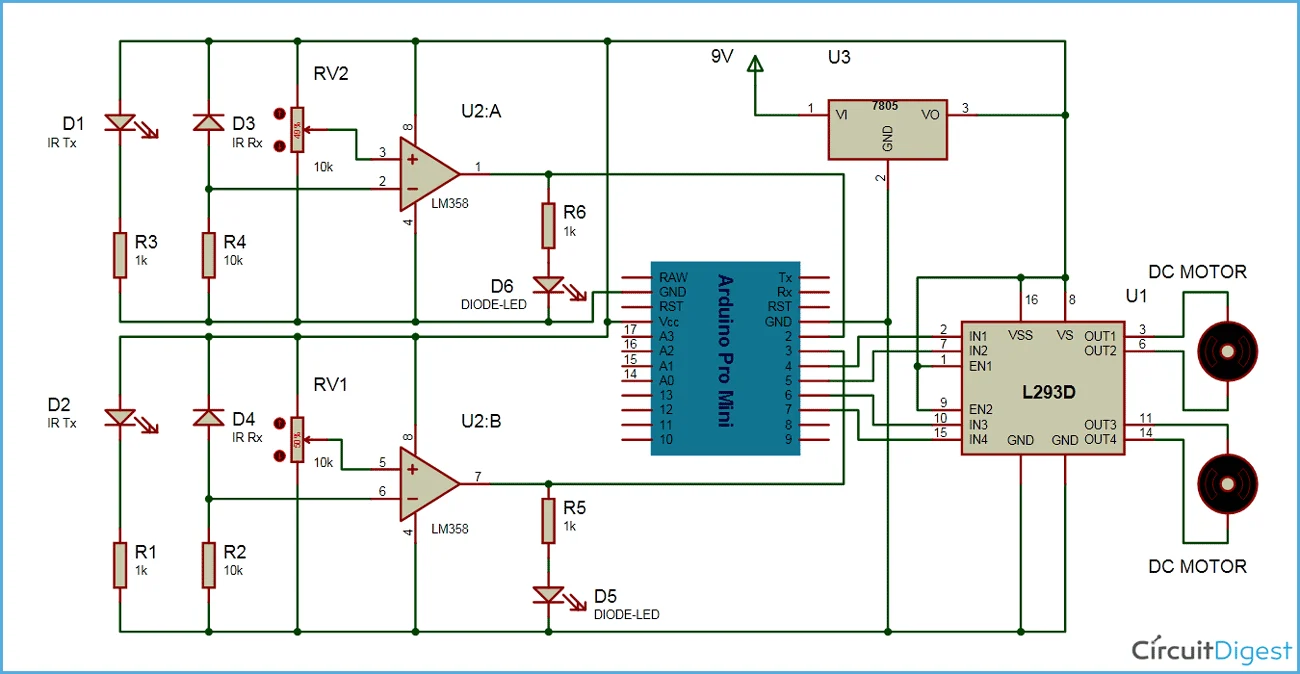 9V
U3
7805
1
VI
VO
3
GND
2
RV2
10k
D1
IR Tx
D3
IR Rx
U2:A
8
3
2
1
4
LM358
R3
1k
R4
10k
R6
1k
D6
DIODE-LED
RV1
50%
10k
D2
IR Tx
D4
IR Rx
U2:B
8
5
6
7
4
LM358
R1
1k
R2
10k
R5
1k
D5
DIODE-LED
Arduino Pro Mini
RAW
GND
RST
Vcc
17 A3
16 A2
15 A1
14 A0
13
12
11
10
Tx
Rx
RST
GND
2
3
4
5
6
7
8
9
U1
L293D
16
8
VSS
VS
2 IN1
7 IN2
1 EN1
9 EN2
10 IN3
15 IN4
OUT1 3
OUT2 6
OUT3 11
OUT4 14
GND
GND
DC MOTOR
DC MOTOR
CircuitDigest